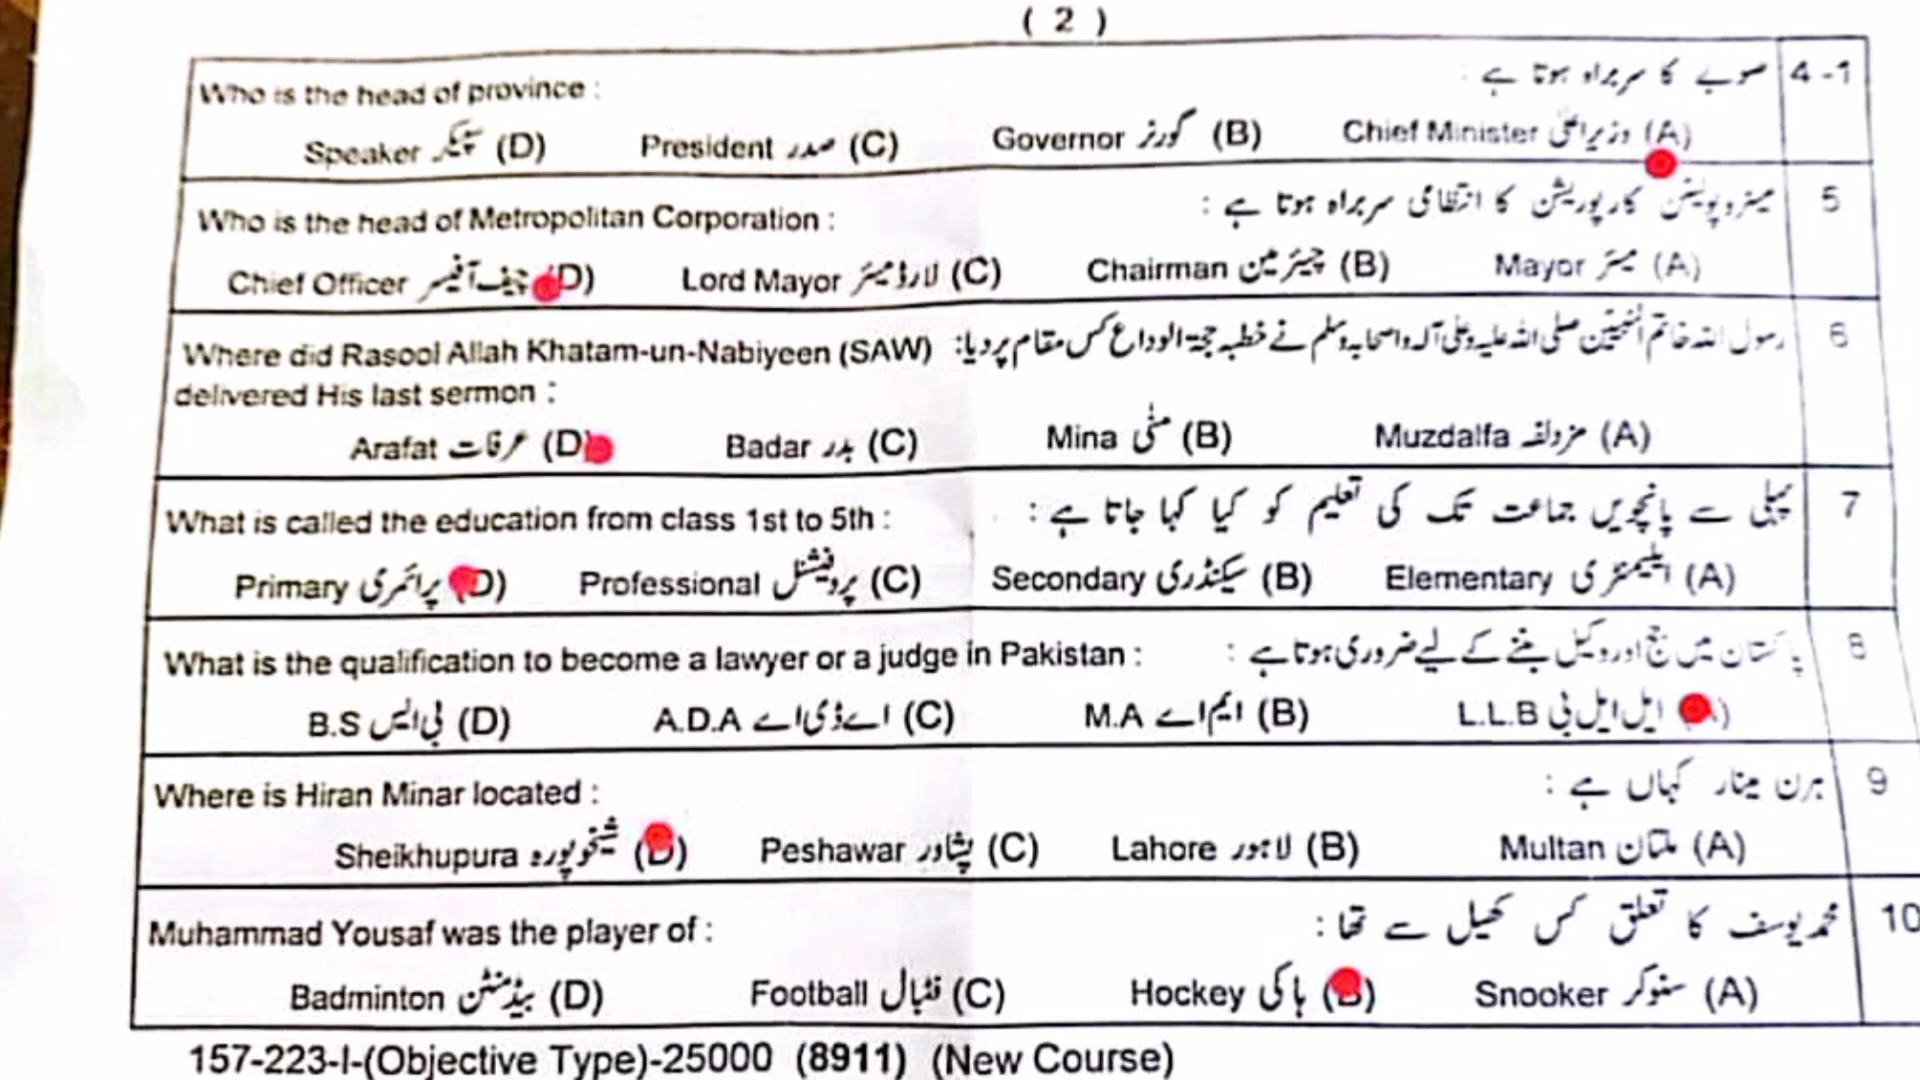 ( 2 )
4 -1 صوبے کا سربراہ ہوتا ہے :
Who is the head of province :
(A) وزیراعلیٰ Chief Minister (B) گورنر Governor (C) صدر President (D) سپیکر Speaker
5 میٹروپولیٹن کارپوریشن کا انتظامی سربراہ ہوتا ہے :
Who is the head of Metropolitan Corporation :
(A) میئر Mayor (B) چیئرمین Chairman (C) لارڈ میئر Lord Mayor (D) چیف آفیسر Chief Officer
6 رسول اللہ خاتم النبیین صلی اللہ علیہ وعلی آلہ واصحابہ وسلم نے خطبہ حجۃ الوداع کس مقام پر دیا:
Where did Rasool Allah Khatam-un-Nabiyeen (SAW)
delivered His last sermon :
(A) مزدلفہ Muzdalfa (B) منٰی Mina (C) بدر Badar (D) عرفات Arafat
7 پہلی سے پانچویں جماعت تک کی تعلیم کو کیا کہا جاتا ہے :
What is called the education from class 1st to 5th :
(A) ایلیمنٹری Elementary (B) سیکنڈری Secondary (C) پروفیشنل Professional (D) پرائمری Primary
8 پاکستان میں جج اور وکیل بننے کے لیے ضروری ہوتا ہے :
What is the qualification to become a lawyer or a judge in Pakistan :
ایل ایل بی L.L.B (B) ایم اے M.A (C) اے ڈی اے A.D.A (D) بی ایس B.S
9 ہرن مینار کہاں ہے :
Where is Hiran Minar located :
(A) ملتان Multan (B) لاہور Lahore (C) پشاور Peshawar (D) شیخوپورہ Sheikhupura
10 محمد یوسف کا تعلق کس کھیل سے تھا :
Muhammad Yousaf was the player of :
(A) سنوکر Snooker (B) ہاکی Hockey (C) فٹبال Football (D) بیڈمنٹن Badminton
157-223-I-(Objective Type)-25000 (8911) (New Course)